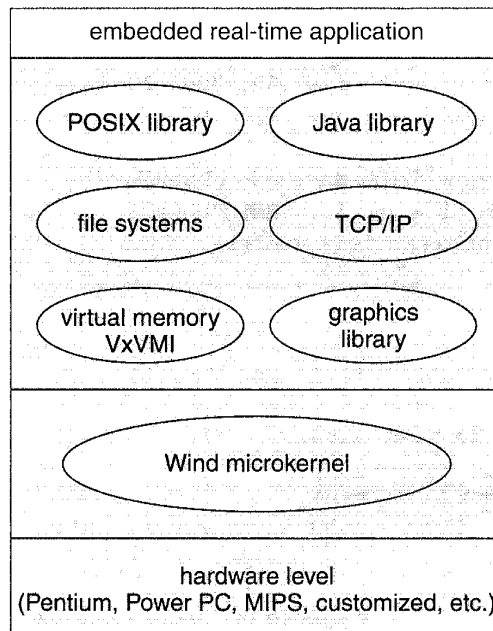 embedded real-time application
POSIX library
Java library
file systems
TCP/IP
virtual memory
VxVMI
graphics
library
Wind microkernel
hardware level
(Pentium, Power PC, MIPS, customized, etc.)